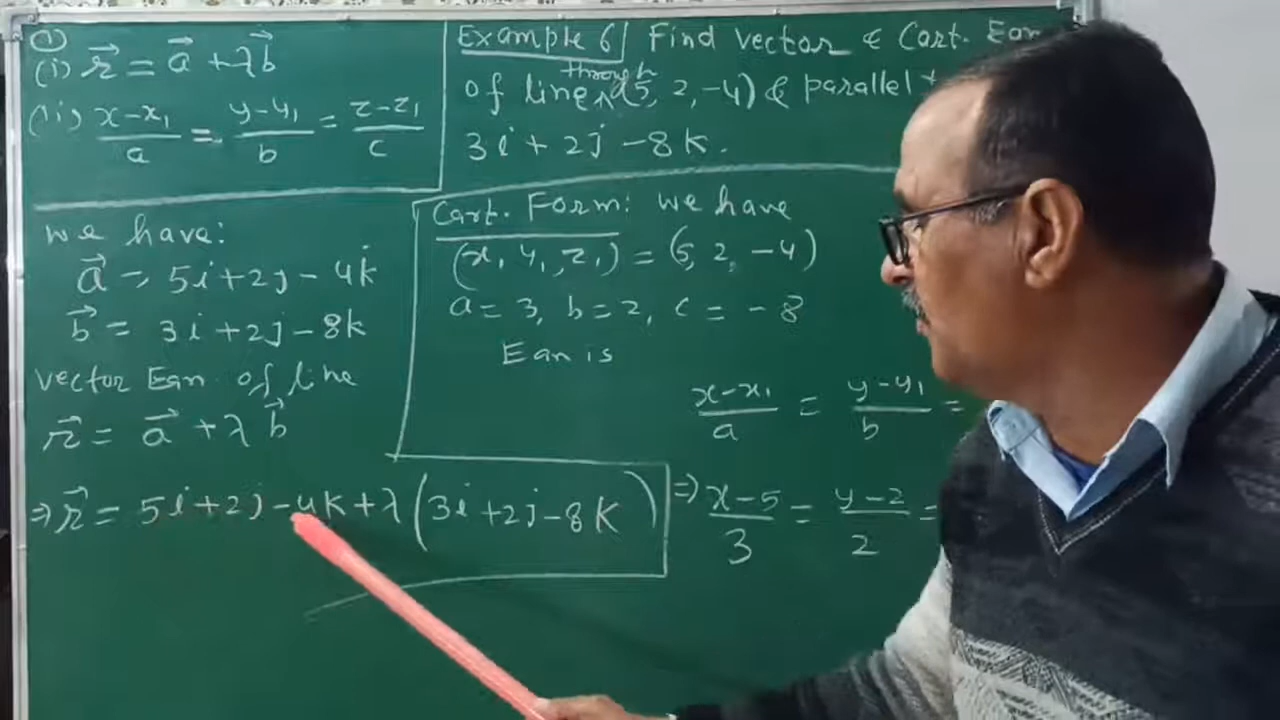 ①
(i) r⃗ = a⃗ + λb⃗
(ii) x-x₁/a = y-y₁/b = z-z₁/c
Example 6 Find Vector & Cart. Eqn
of line through (5, 2, -4) & parallel
3i + 2j - 8k.
we have:
a⃗ = 5i + 2j - 4k
b⃗ = 3i + 2j - 8k
vector Eqn. of line
r⃗ = a⃗ + λb⃗
⇒ r⃗ = 5i + 2j - 4k + λ(3i + 2j - 8k)
Cart. Form: we have
(x₁, y₁, z₁) = (5, 2, -4)
a = 3, b = 2, c = -8
Eqn is
x-x₁/a = y-y₁/b =
⇒ x-5/3 = y-2/2 =